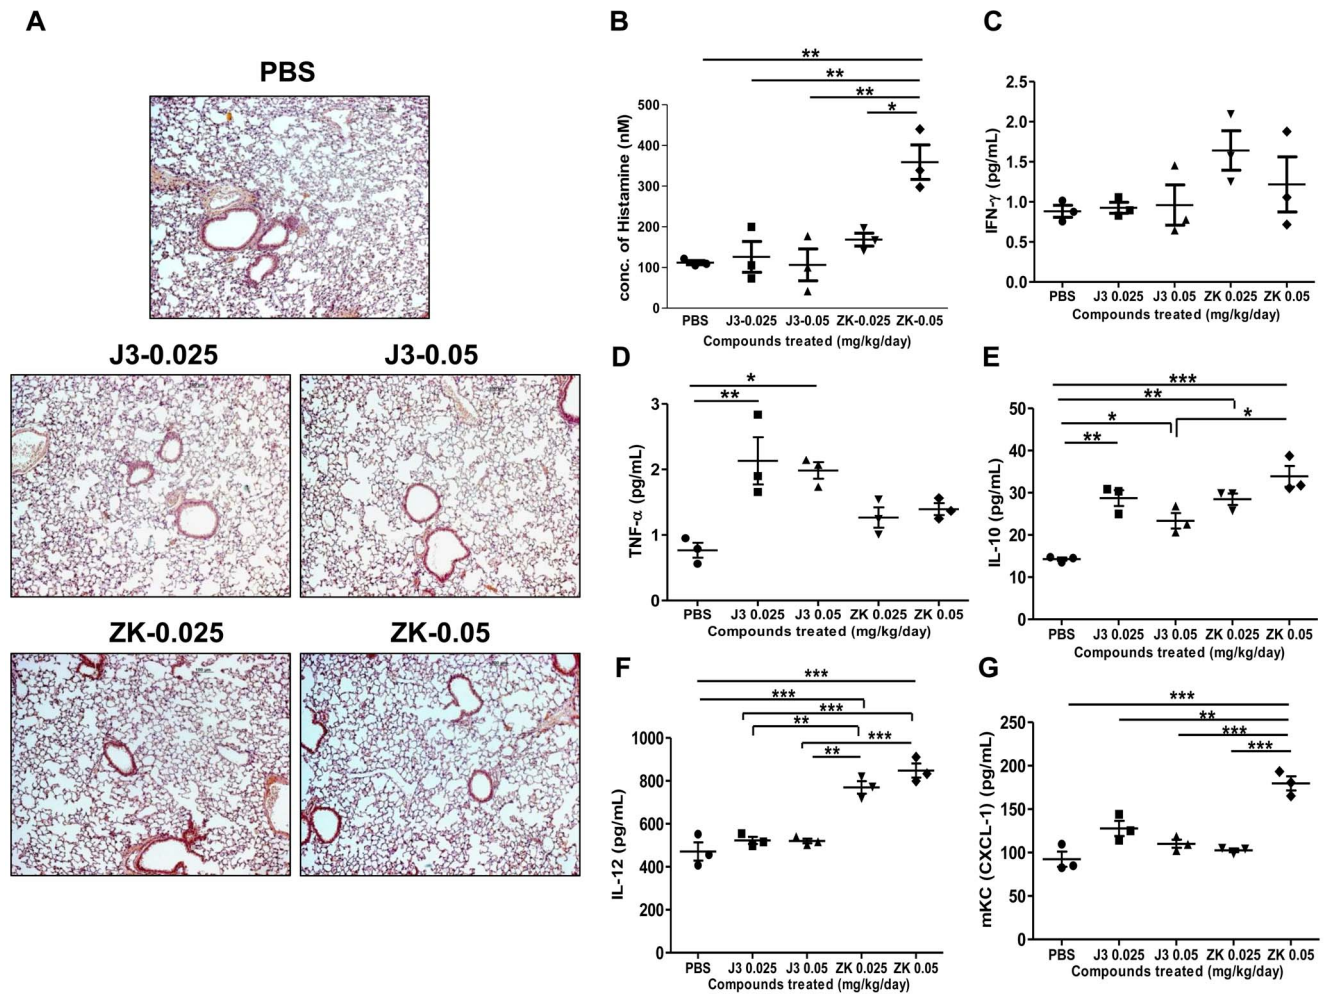 A
PBS
J3-0.025
J3-0.05
ZK-0.025
ZK-0.05
B
**
**
**
*
conc. of Histamine (nM)
500
400
300
200
100
0
PBS J3-0.025 J3-0.05 ZK-0.025 ZK-0.05
Compounds treated (mg/kg/day)
C
IFN-γ (pg/mL)
2.5
2.0
1.5
1.0
0.5
0.0
PBS J3 0.025 J3 0.05 ZK 0.025 ZK 0.05
Compounds treated (mg/kg/day)
D
*
**
TNF-α (pg/mL)
3
2
1
0
PBS J3 0.025 J3 0.05 ZK 0.025 ZK 0.05
Compounds treated (mg/kg/day)
E
***
**
* *
**
IL-10 (pg/mL)
50
40
30
20
10
0
PBS J3 0.025 J3 0.05 ZK 0.025 ZK 0.05
Compounds treated (mg/kg/day)
F
***
***
***
**
***
**
IL-12 (pg/mL)
1000
800
600
400
200
0
PBS J3 0.025 J3 0.05 ZK 0.025 ZK 0.05
Compounds treated (mg/kg/day)
G
***
**
***
***
mKC (CXCL-1) (pg/mL)
250
200
150
100
50
0
PBS J3 0.025 J3 0.05 ZK 0.025 ZK 0.05
Compounds treated (mg/kg/day)